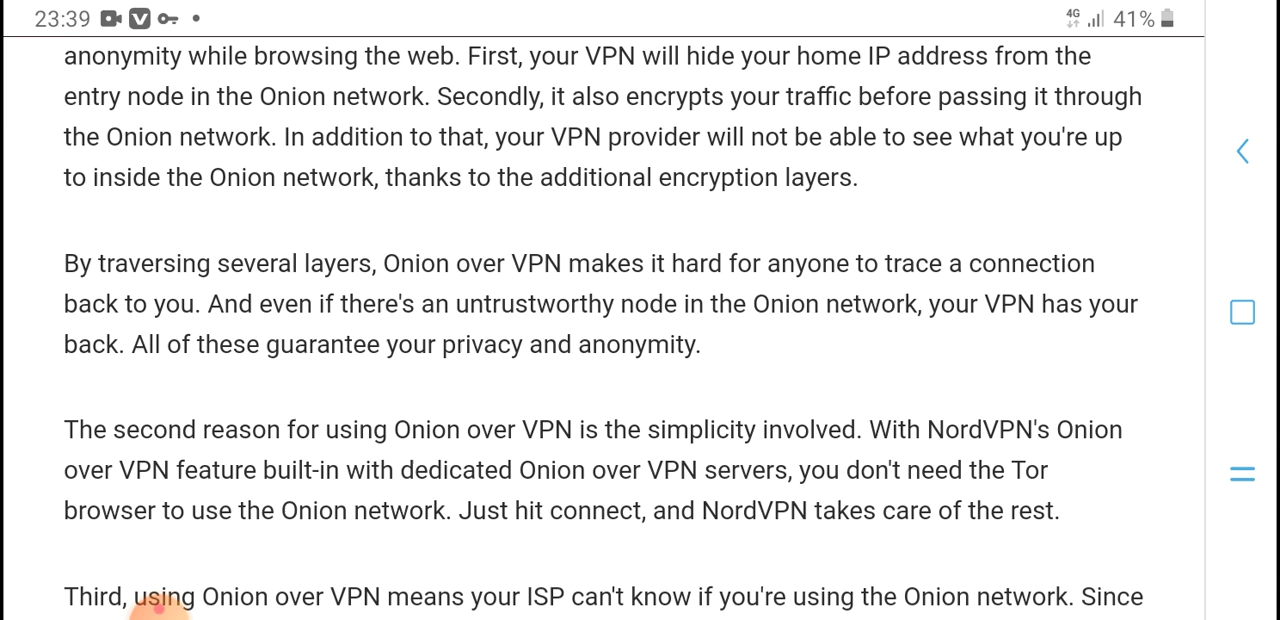 23:39 4G 41%
anonymity while browsing the web. First, your VPN will hide your home IP address from the
entry node in the Onion network. Secondly, it also encrypts your traffic before passing it through
the Onion network. In addition to that, your VPN provider will not be able to see what you're up
to inside the Onion network, thanks to the additional encryption layers.
By traversing several layers, Onion over VPN makes it hard for anyone to trace a connection
back to you. And even if there's an untrustworthy node in the Onion network, your VPN has your
back. All of these guarantee your privacy and anonymity.
The second reason for using Onion over VPN is the simplicity involved. With NordVPN's Onion
over VPN feature built-in with dedicated Onion over VPN servers, you don't need the Tor
browser to use the Onion network. Just hit connect, and NordVPN takes care of the rest.
Third, using Onion over VPN means your ISP can't know if you're using the Onion network. Since